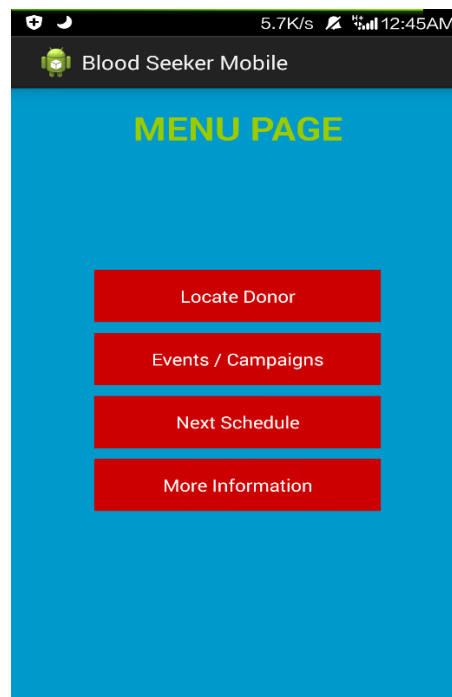 5.7K/s 12:45AM
Blood Seeker Mobile
MENU PAGE
Locate Donor
Events / Campaigns
Next Schedule
More Information